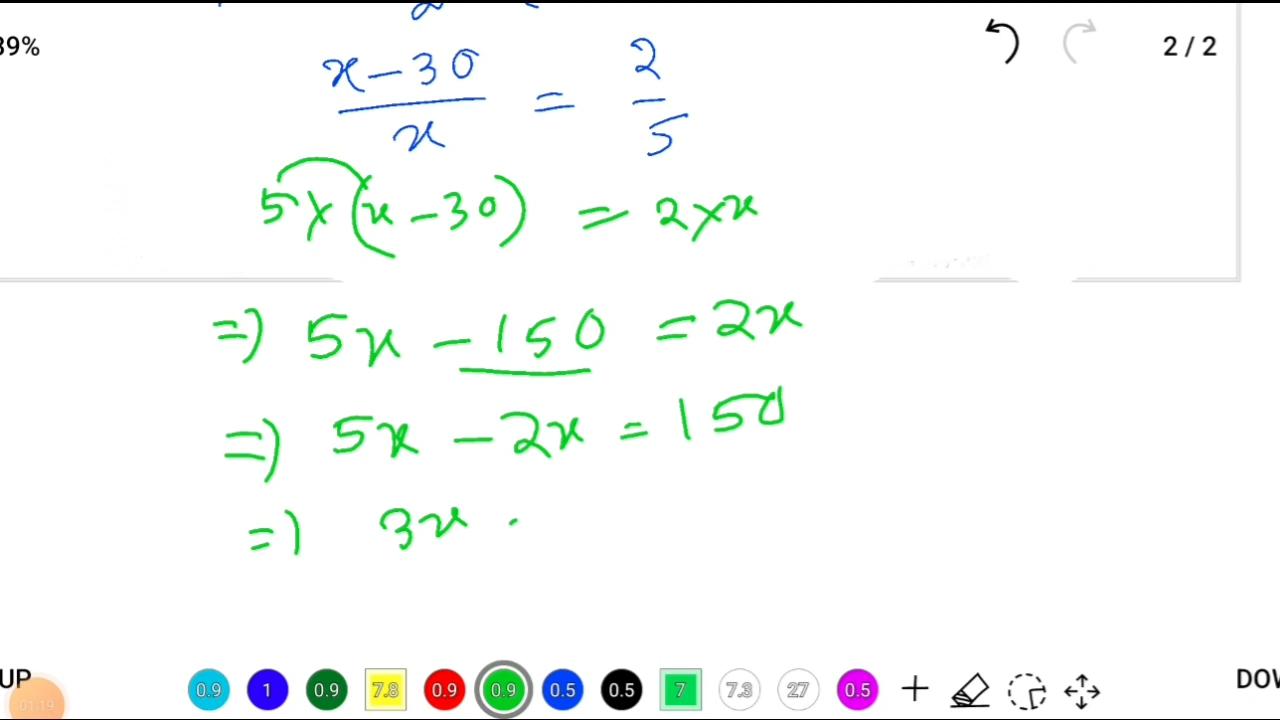 39%
2 / 2
x-30 / x = 2/5
5×(x-30) = 2×x
=) 5x -150 = 2x
=) 5x - 2x = 150
=) 3x
UP
01:19
0.9 1 0.9 7.8 0.9 0.9 0.5 0.5 7 7.3 27 0.5
DOW